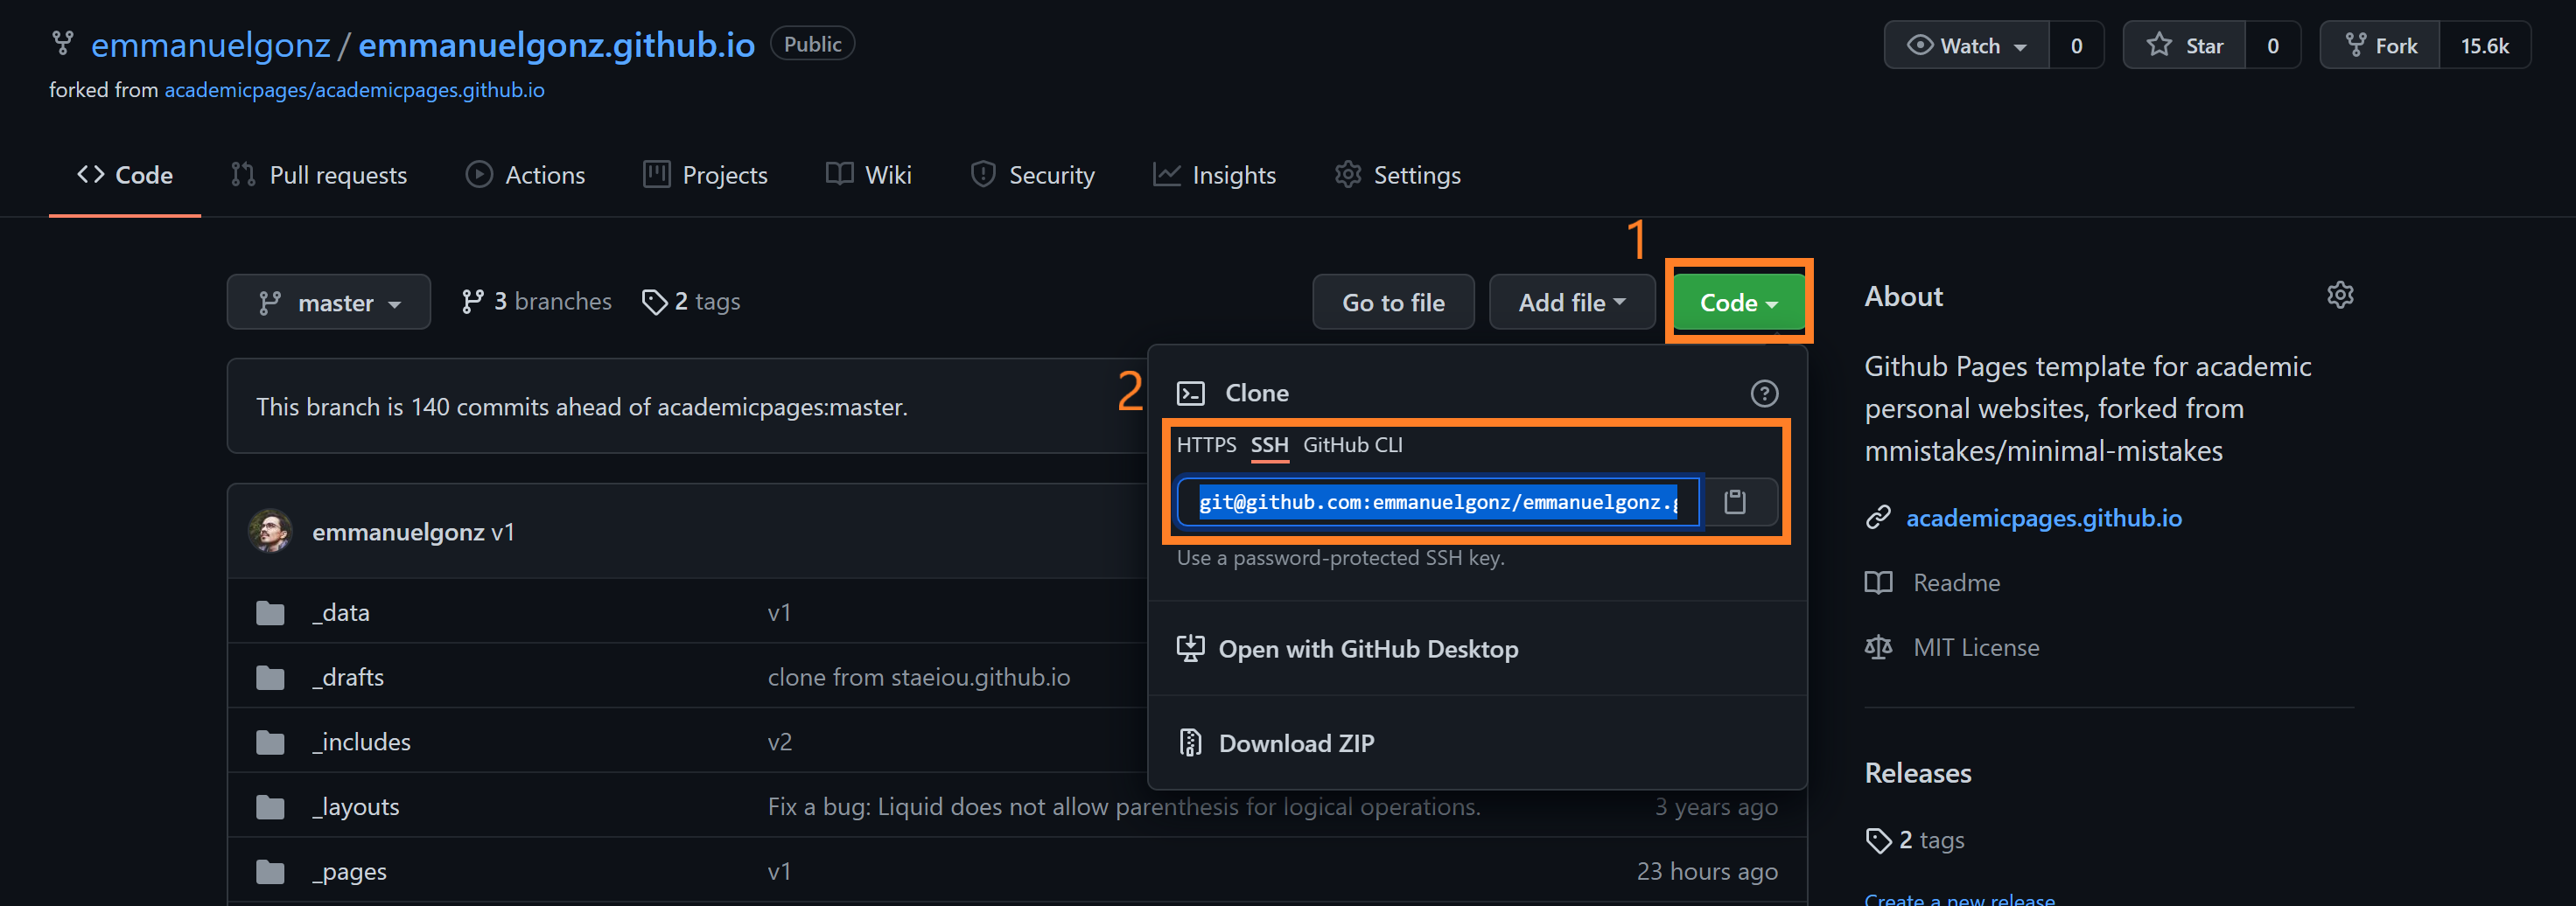 emmanuelgonz / emmanuelgonz.github.io Public
Watch 0 Star 0 Fork 15.6k
forked from academicpages/academicpages.github.io
Code Pull requests Actions Projects Wiki Security Insights Settings
1
master 3 branches 2 tags Go to file Add file Code
2
This branch is 140 commits ahead of academicpages:master.
Clone
HTTPS SSH GitHub CLI
git@github.com:emmanuelgonz/emmanuelgonz.g
Use a password-protected SSH key.
Open with GitHub Desktop
Download ZIP
emmanuelgonz v1
_data v1
_drafts clone from staeiou.github.io
_includes v2
_layouts Fix a bug: Liquid does not allow parenthesis for logical operations. 3 years ago
_pages v1 23 hours ago
About
Github Pages template for academic
personal websites, forked from
mmistakes/minimal-mistakes
academicpages.github.io
Readme
MIT License
Releases
2 tags
Create a new release